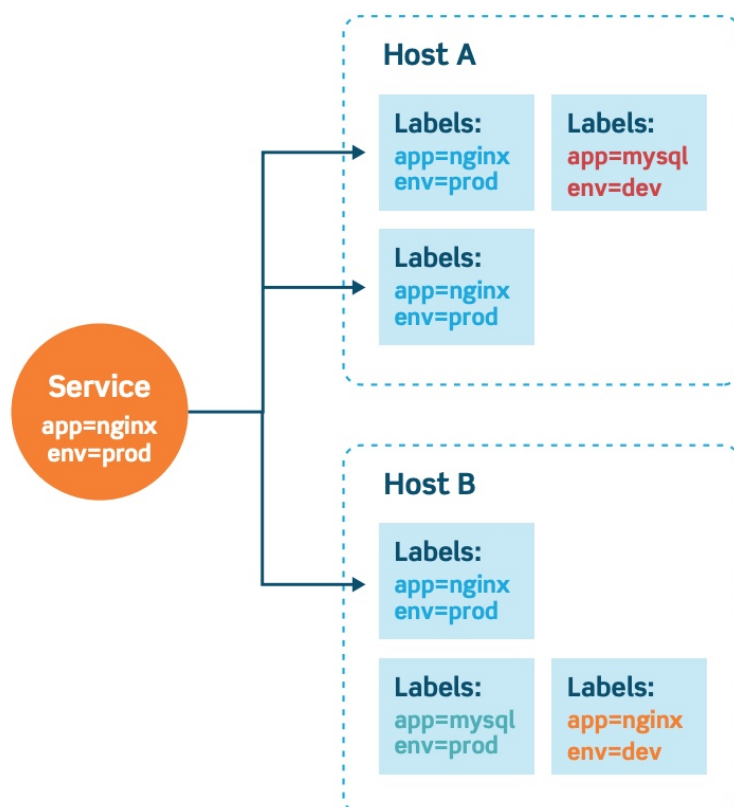 Host A
Labels:
app=nginx
env=prod
Labels:
app=mysql
env=dev
Labels:
app=nginx
env=prod
Service
app=nginx
env=prod
Host B
Labels:
app=nginx
env=prod
Labels:
app=mysql
env=prod
Labels:
app=nginx
env=dev